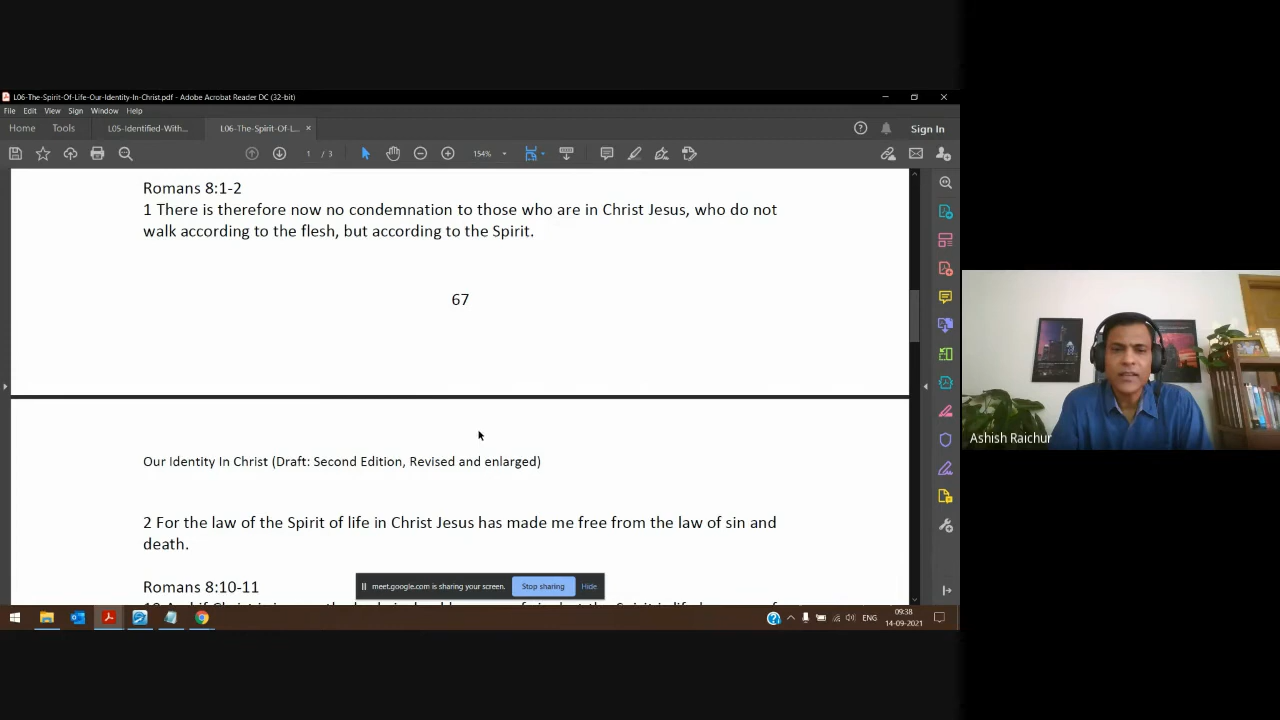 L06-The-Spirit-Of-Life-Our-Identity-In-Christ.pdf - Adobe Acrobat Reader DC (32-bit)
File Edit View Sign Window Help
Home Tools L05-Identified-With... L06-The-Spirit-Of-L... × Sign In
1 / 3 154%
Romans 8:1-2
1 There is therefore now no condemnation to those who are in Christ Jesus, who do not
walk according to the flesh, but according to the Spirit.
67
Our Identity In Christ (Draft: Second Edition, Revised and enlarged)
2 For the law of the Spirit of life in Christ Jesus has made me free from the law of sin and
death.
Romans 8:10-11
meet.google.com is sharing your screen. Stop sharing Hide
ENG 09:38
14-09-2021
Ashish Raichur